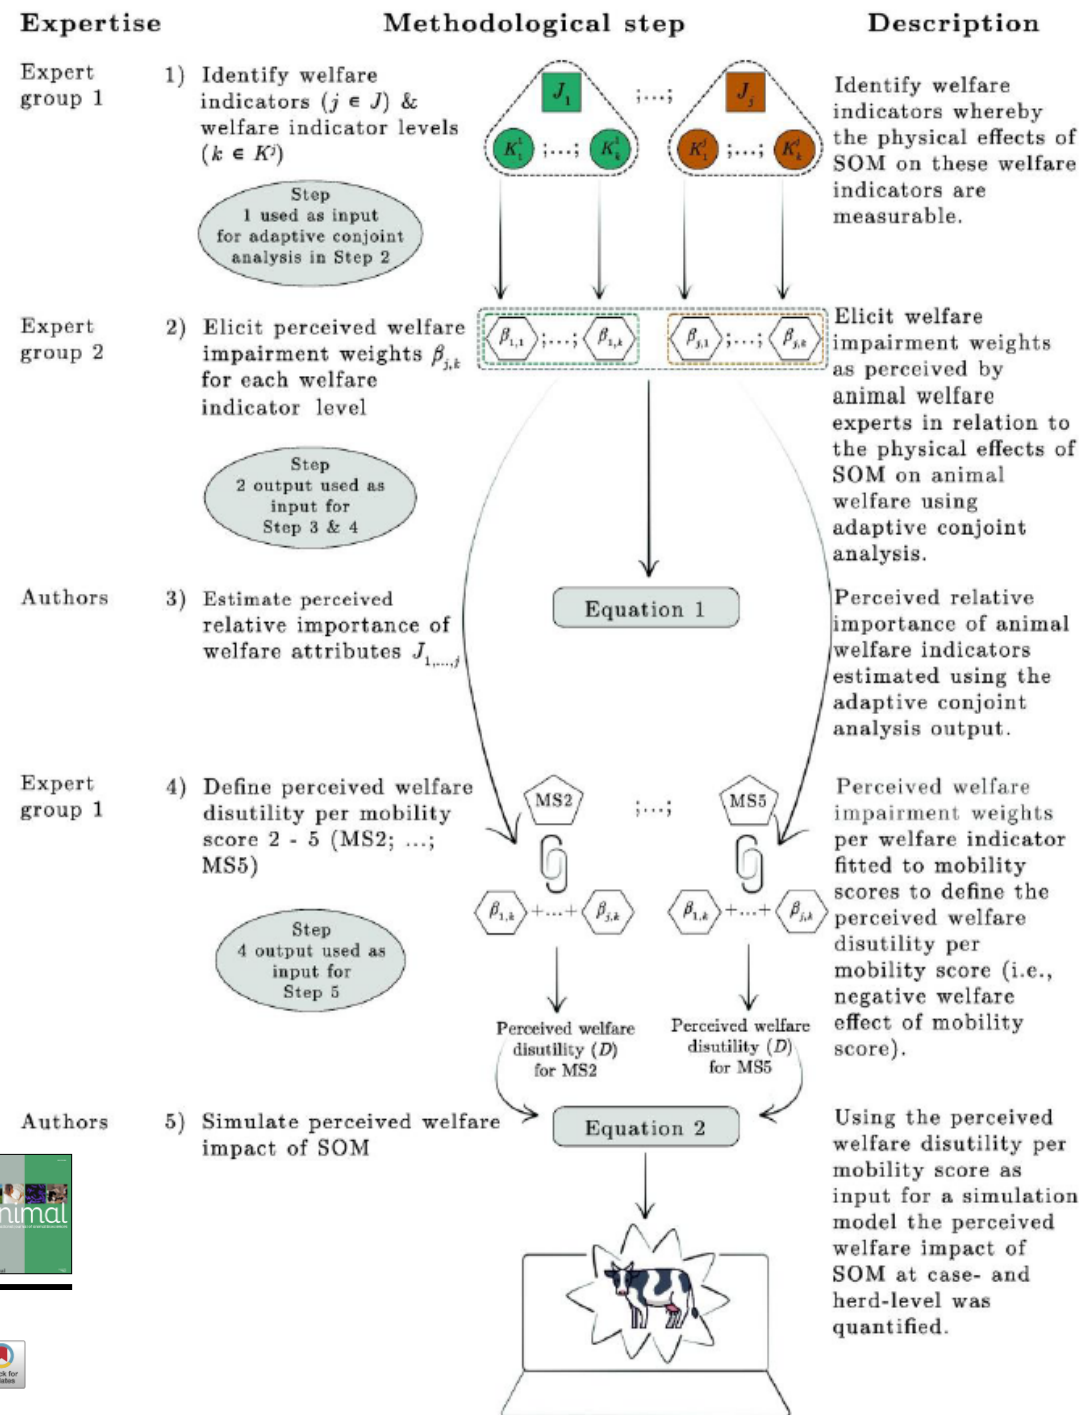 Expertise
Methodological step
Description
Expert
group 1
1) Identify welfare
indicators (j ∈ J) &
welfare indicator levels
(k ∈ Kʲ)
Step
1 used as input
for adaptive conjoint
analysis in Step 2
J₁
;...;
Jⱼ
K₁¹ ;...; Kₖ¹
K₁ʲ ;...; Kₖʲ
Identify welfare
indicators whereby
the physical effects of
SOM on these welfare
indicators are
measurable.
Expert
group 2
2) Elicit perceived welfare
impairment weights βj,k
for each welfare
indicator level
Step
2 output used as
input for
Step 3 & 4
β1,1 ;...; β1,k
βj,1 ;...; βj,k
Elicit welfare
impairment weights
as perceived by
animal welfare
experts in relation to
the physical effects of
SOM on animal
welfare using
adaptive conjoint
analysis.
Authors
3) Estimate perceived
relative importance of
welfare attributes J1,...,j
Equation 1
Perceived relative
importance of animal
welfare indicators
estimated using the
adaptive conjoint
analysis output.
Expert
group 1
4) Define perceived welfare
disutility per mobility
score 2 - 5 (MS2; ...;
MS5)
Step
4 output used as
input for
Step 5
MS2
;...;
MS5
β1,k +...+ βj,k
β1,k +...+ βj,k
Perceived welfare
disutility (D)
for MS2
Perceived welfare
disutility (D)
for MS5
Perceived welfare
impairment weights
per welfare indicator
fitted to mobility
scores to define the
perceived welfare
disutility per
mobility score (i.e.,
negative welfare
effect of mobility
score).
Authors
5) Simulate perceived welfare
impact of SOM
Equation 2
Using the perceived
welfare disutility per
mobility score as
input for a simulation
model the perceived
welfare impact of
SOM at case- and
herd-level was
quantified.
nimal
ck for
ates